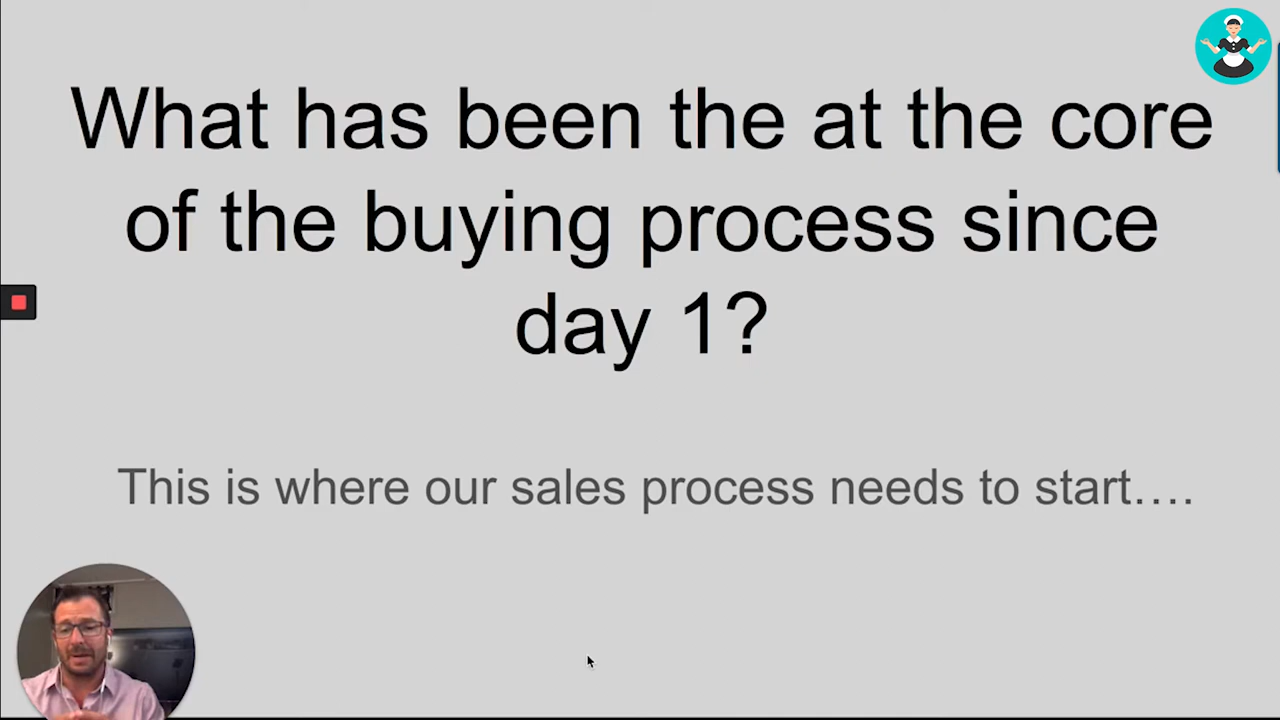 What has been the at the core
of the buying process since
day 1?
This is where our sales process needs to start….